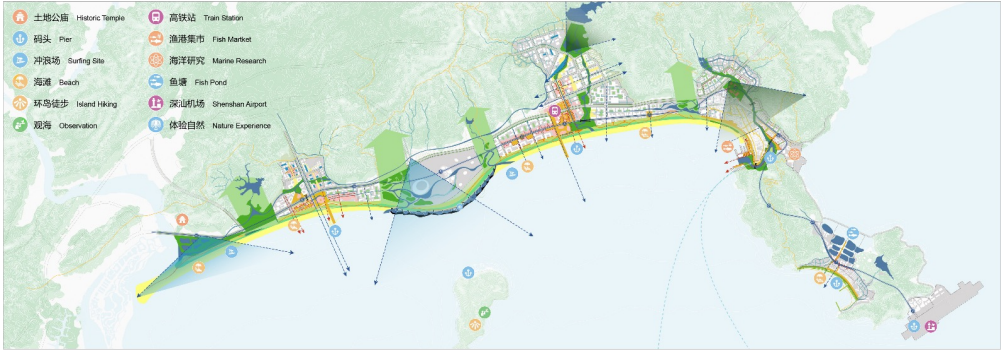 土地公庙 Historic Temple
码头 Pier
冲浪场 Surfing Site
海滩 Beach
环岛徒步 Island Hiking
观海 Observation
高铁站 Train Station
渔港集市 Fish Martket
海洋研究 Marine Research
鱼塘 Fish Pond
深汕机场 Shenshan Airport
体验自然 Nature Experience